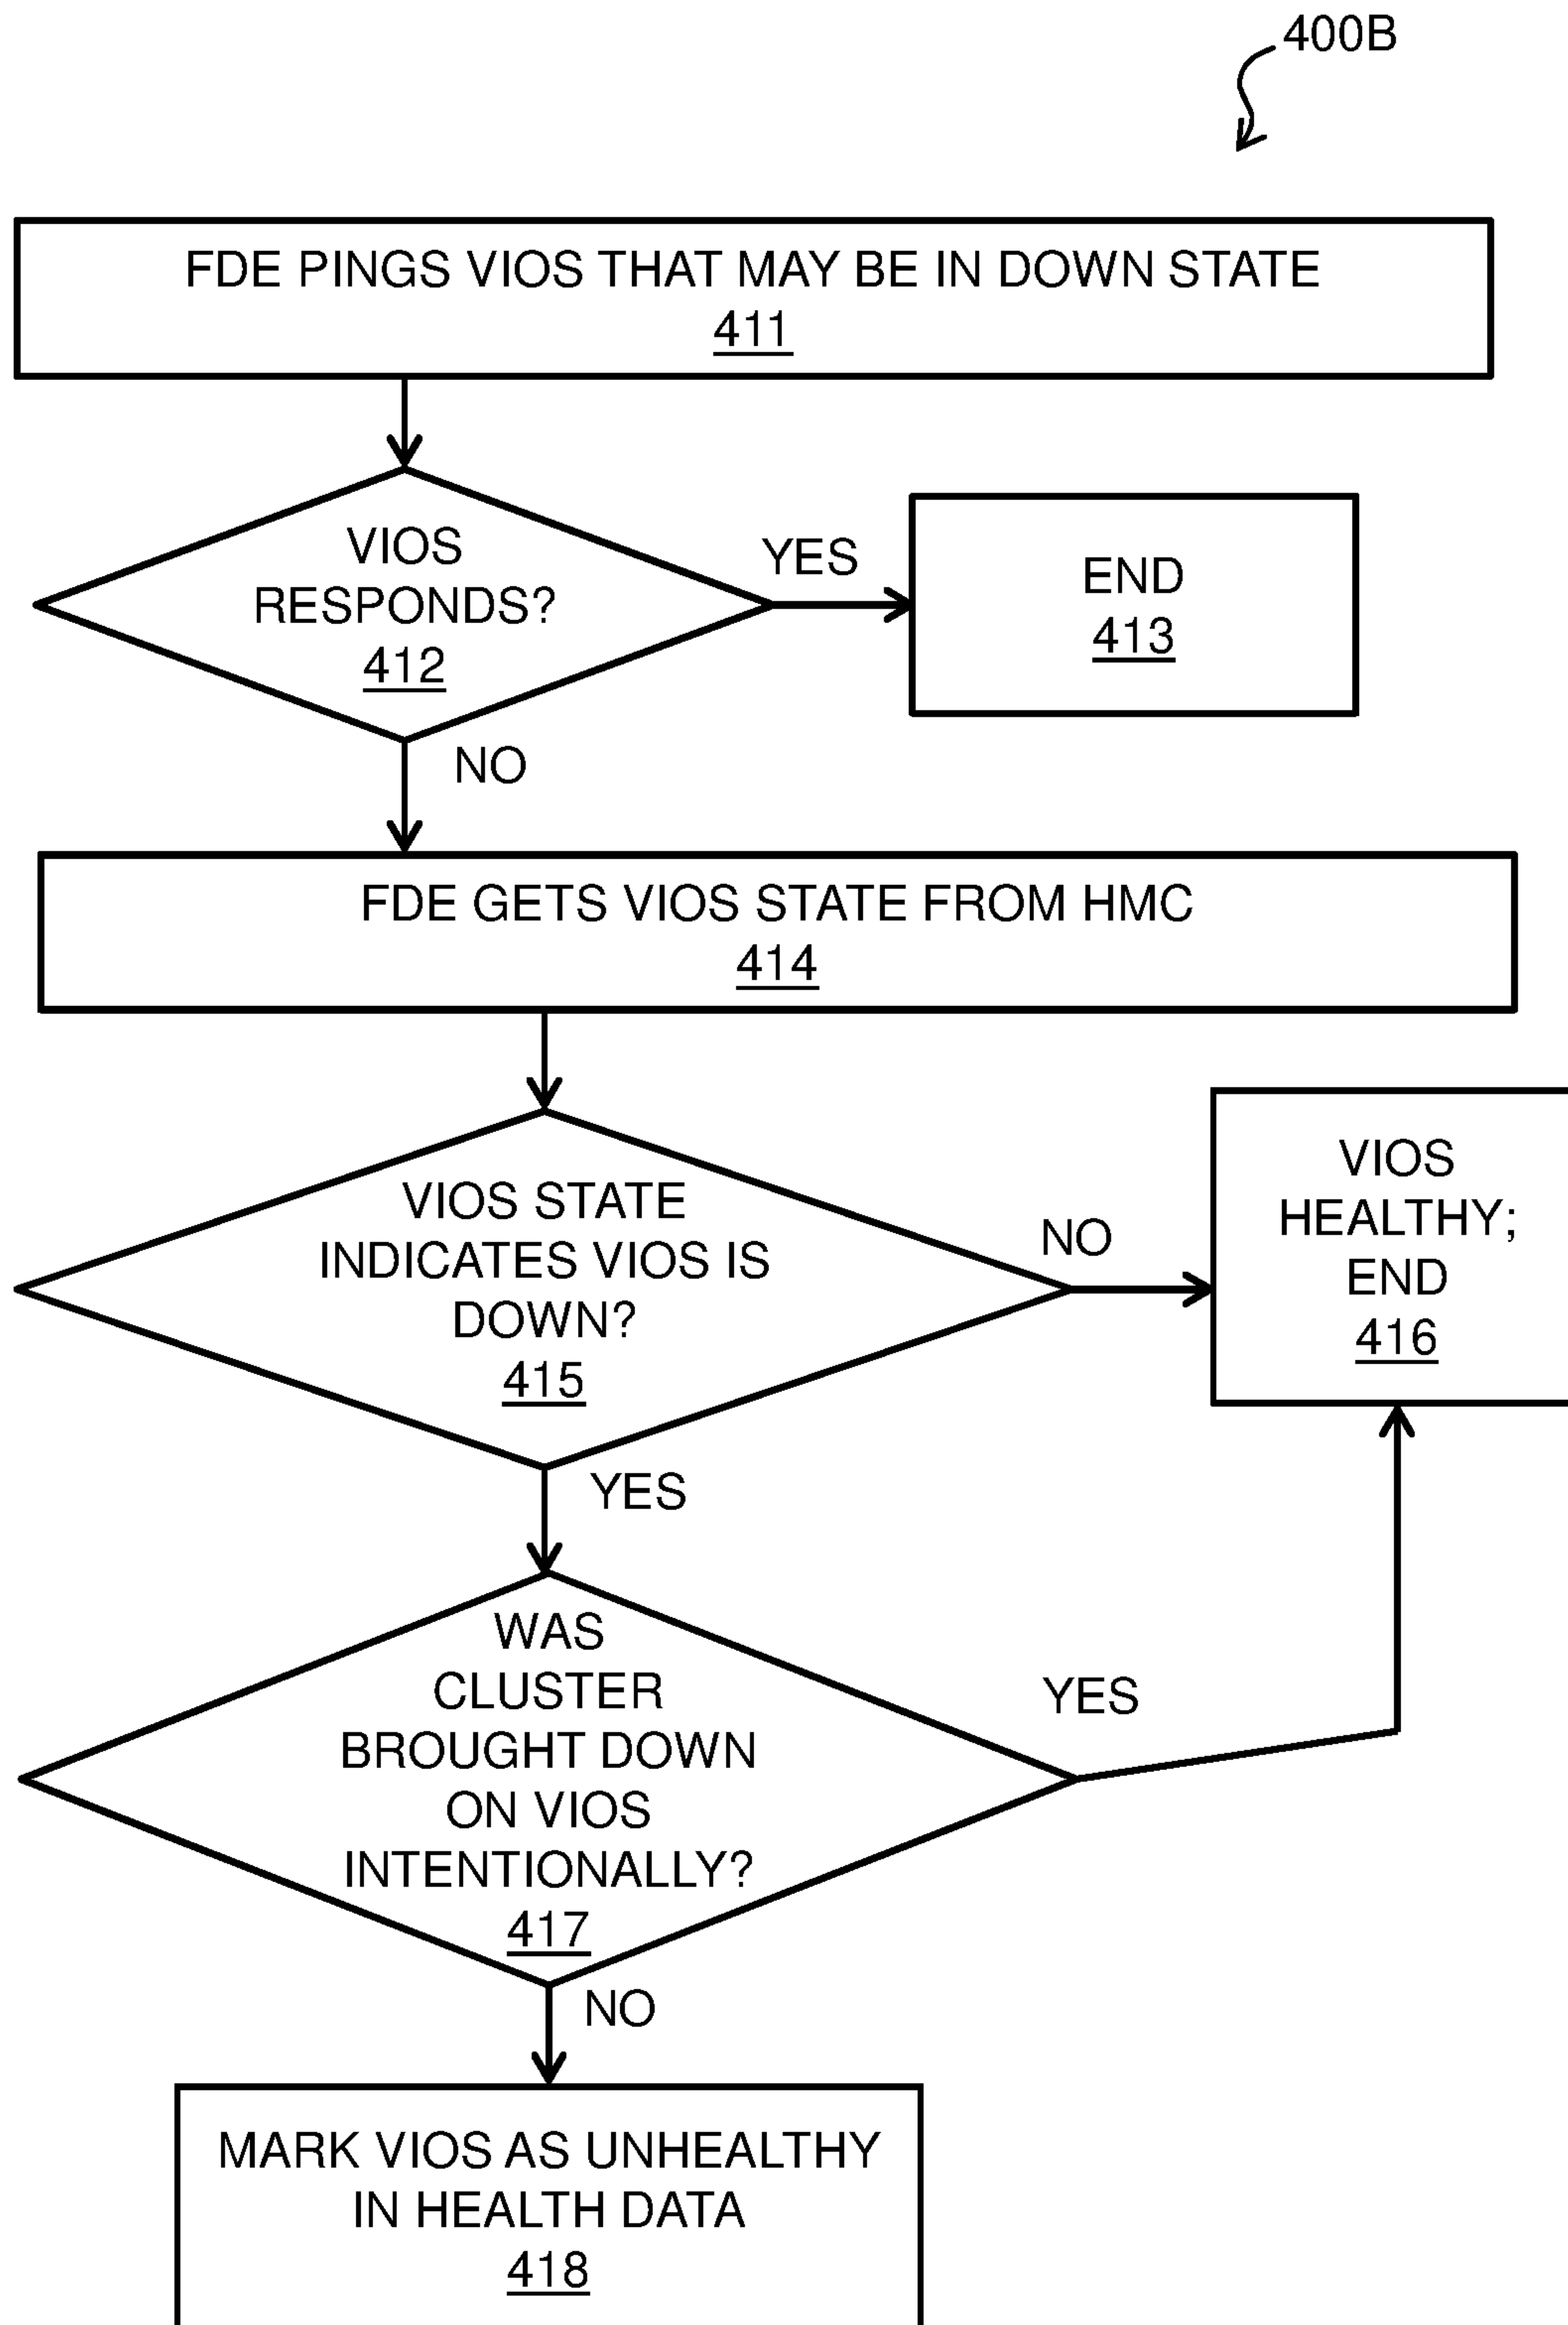 400B
FDE PINGS VIOS THAT MAY BE IN DOWN STATE
411
VIOS
RESPONDS?
412
YES
END
413
NO
FDE GETS VIOS STATE FROM HMC
414
VIOS STATE
INDICATES VIOS IS
DOWN?
415
NO
VIOS
HEALTHY;
END
416
YES
WAS
CLUSTER
BROUGHT DOWN
ON VIOS
INTENTIONALLY?
417
YES
NO
MARK VIOS AS UNHEALTHY
IN HEALTH DATA
418